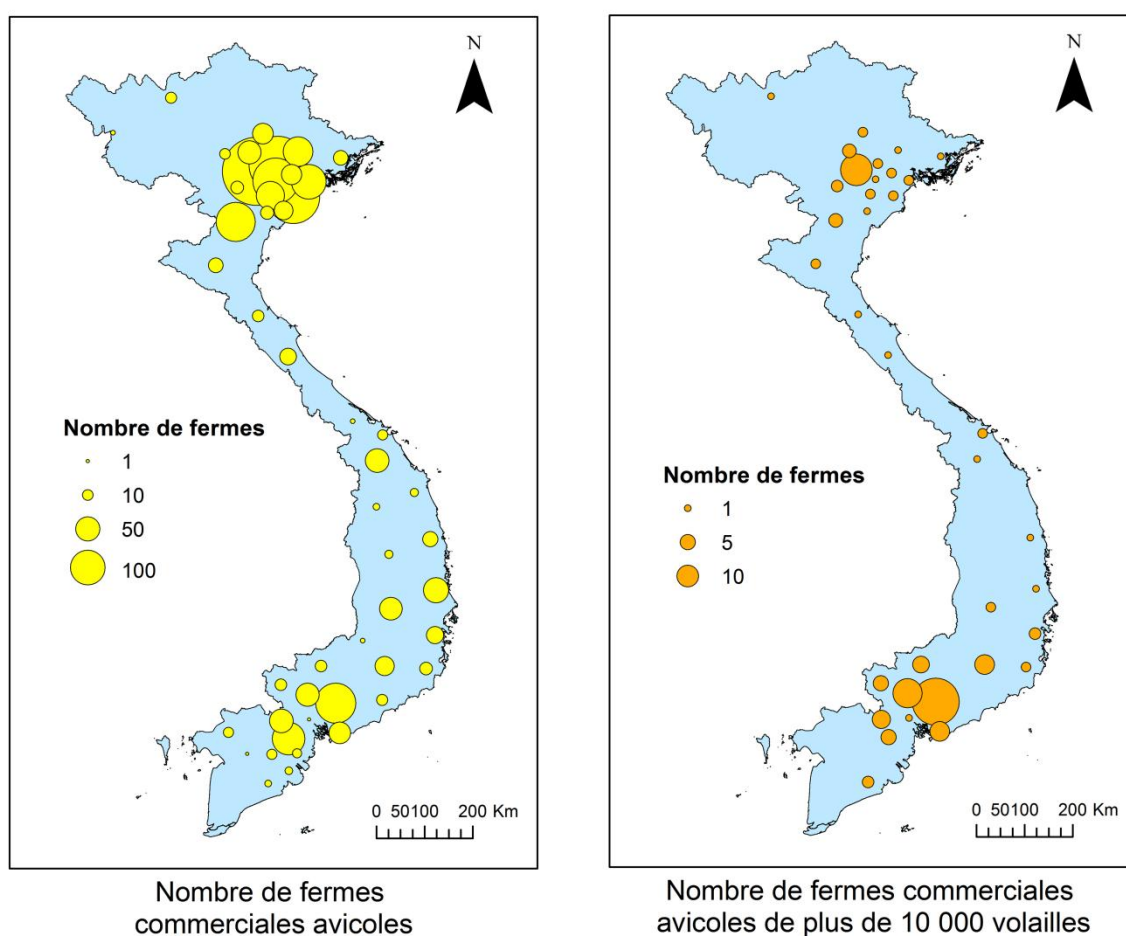 N
Nombre de fermes
1
10
50
100
0 50100 200 Km
Nombre de fermes
commerciales avicoles
N
Nombre de fermes
1
5
10
0 50100 200 Km
Nombre de fermes commerciales
avicoles de plus de 10 000 volailles